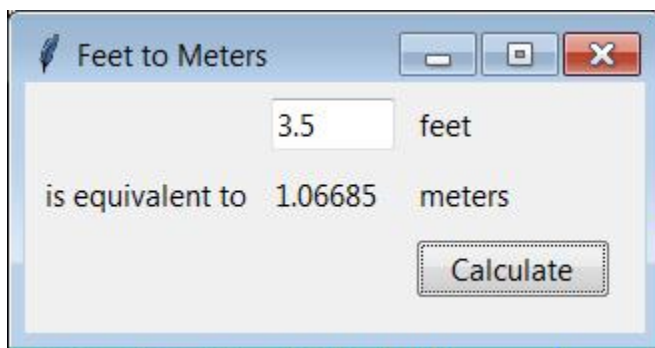 Feet to Meters
3.5 feet
is equivalent to 1.06685 meters
Calculate